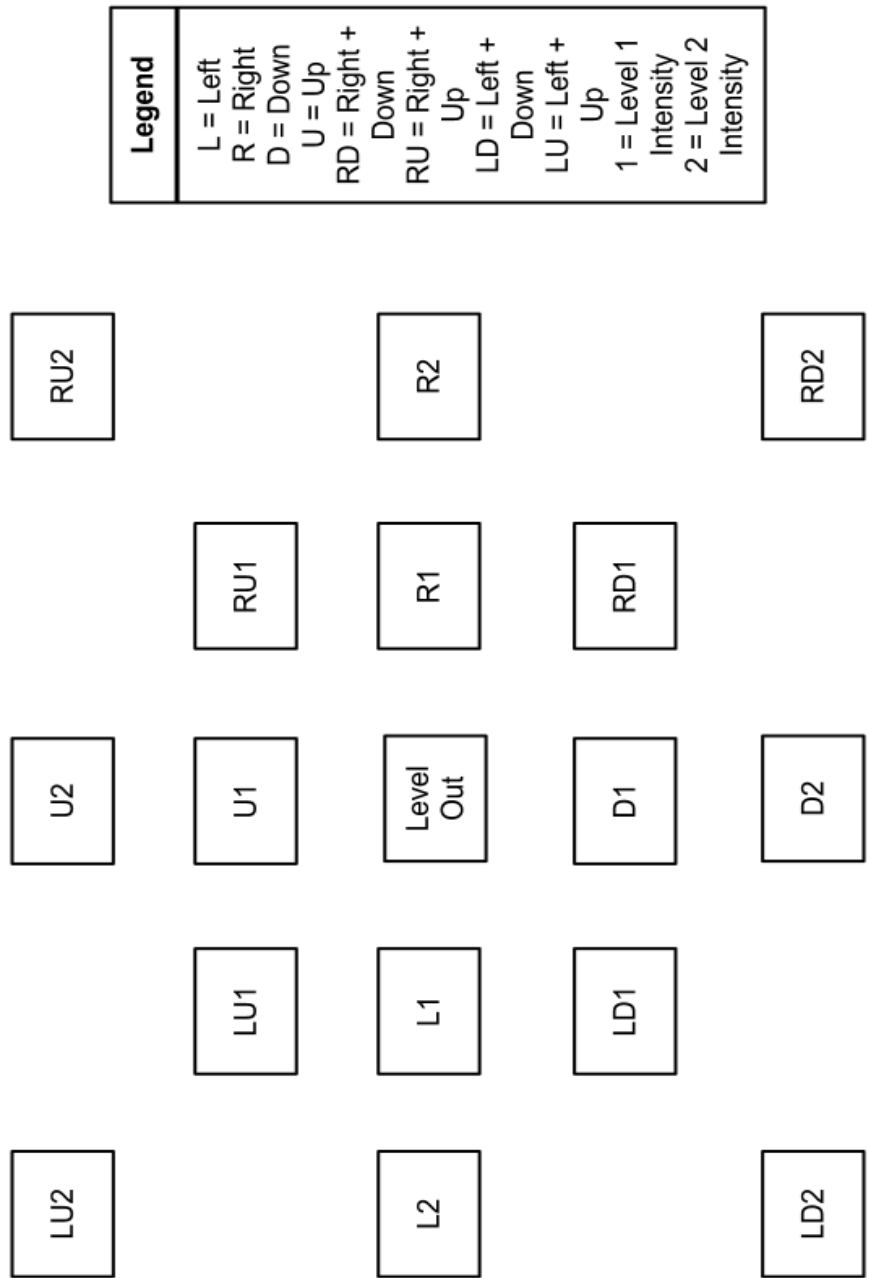 LU2
U2
RU2
LU1
U1
RU1
L2
L1
Level
Out
R1
R2
LD1
D1
RD1
LD2
D2
RD2
Legend
L = Left
R = Right
D = Down
U = Up
RD = Right +
Down
RU = Right +
Up
LD = Left +
Down
LU = Left +
Up
1 = Level 1
Intensity
2 = Level 2
Intensity